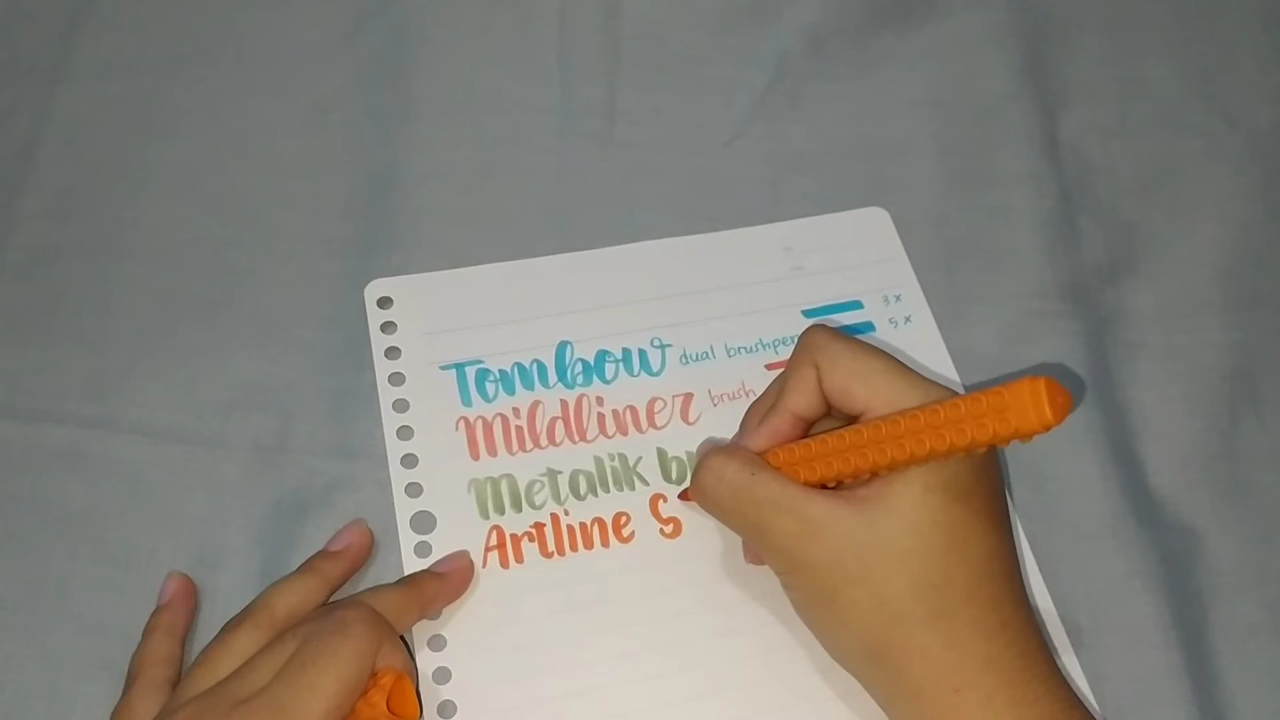 3x
5x
Tombow dual brushpen
Mildliner brush
Metalik
Artline S